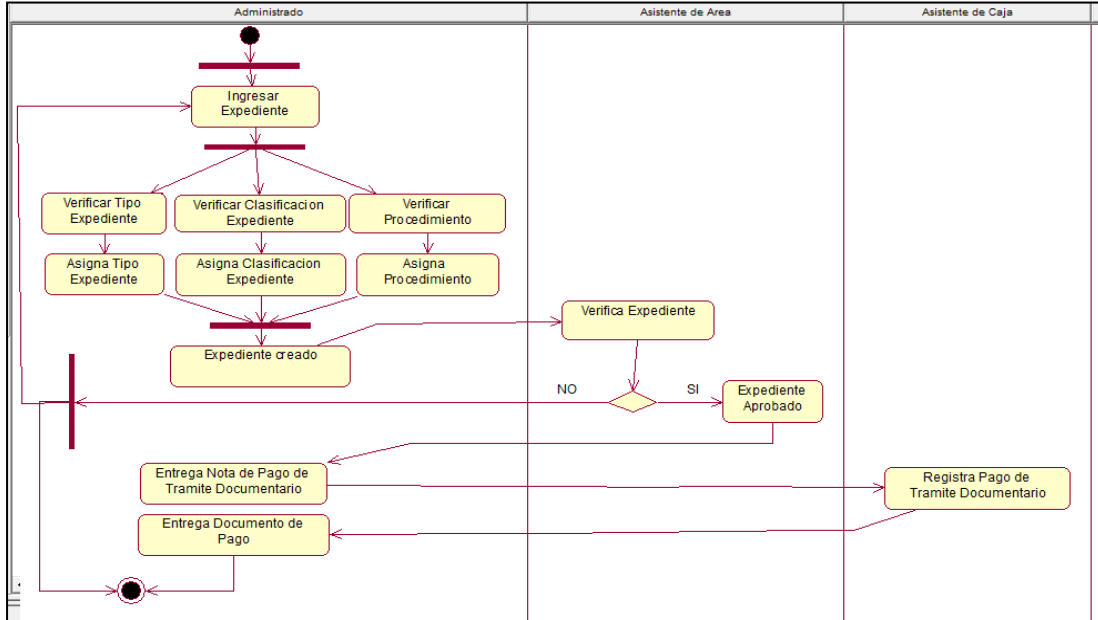 Administrado
Asistente de Area
Asistente de Caja
Ingresar
Expediente
Verificar Tipo
Expediente
Verificar Clasificacion
Expediente
Verificar
Procedimiento
Asigna Tipo
Expediente
Asigna Clasificacion
Expediente
Asigna
Procedimiento
Verifica Expediente
Expediente creado
NO
SI
Expediente
Aprobado
Entrega Nota de Pago de
Tramite Documentario
Registra Pago de
Tramite Documentario
Entrega Documento de
Pago